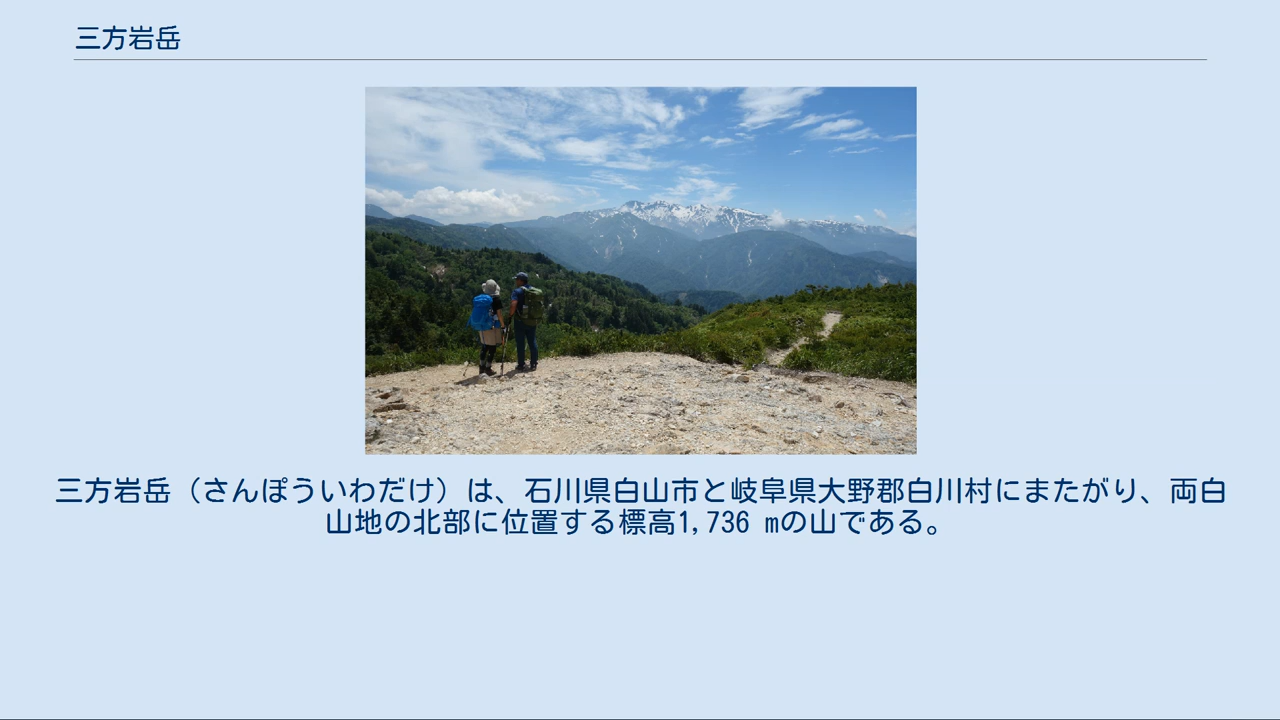 三方岩岳
三方岩岳（さんぽういわだけ）は、石川県白山市と岐阜県大野郡白川村にまたがり、両白
山地の北部に位置する標高1,736 mの山である。